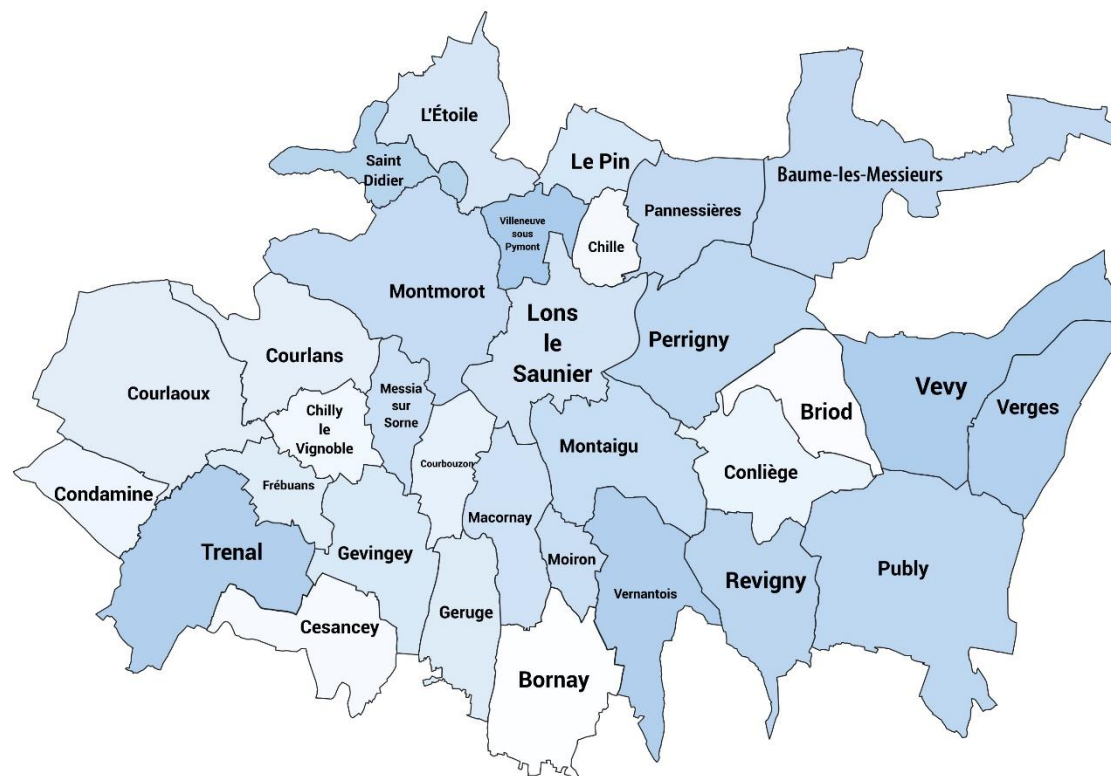 L'Étoile
Saint
Didier
Le Pin
Baume-les-Messieurs
Pannessières
Villeneuve
sous
Pymont
Chille
Montmorot
Lons
le
Saunier
Perrigny
Courlans
Courlaoux
Messia
sur
Sorne
Chilly
le
Vignoble
Vevy
Verges
Briod
Montaigu
Conliège
Courbouzon
Condamine
Frébuans
Macornay
Trenal
Gevingey
Moiron
Vernantois
Revigny
Publy
Geruge
Cesancey
Bornay